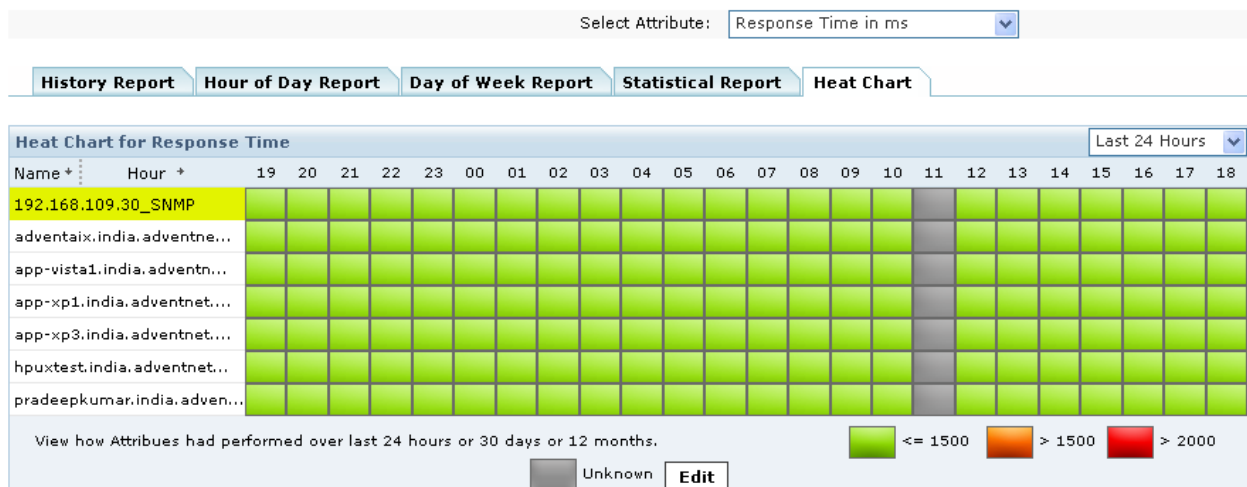 Select Attribute: Response Time in ms
History Report Hour of Day Report Day of Week Report Statistical Report Heat Chart
Heat Chart for Response Time Last 24 Hours
Name Hour 19 20 21 22 23 00 01 02 03 04 05 06 07 08 09 10 11 12 13 14 15 16 17 18
192.168.109.30_SNMP
adventaix.india.adventne...
app-vista1.india.adventn...
app-xp1.india.adventnet....
app-xp3.india.adventnet....
hpuxtest.india.adventnet...
pradeepkumar.india.adven...
View how Attribues had performed over last 24 hours or 30 days or 12 months. <= 1500 > 1500 > 2000
Unknown Edit